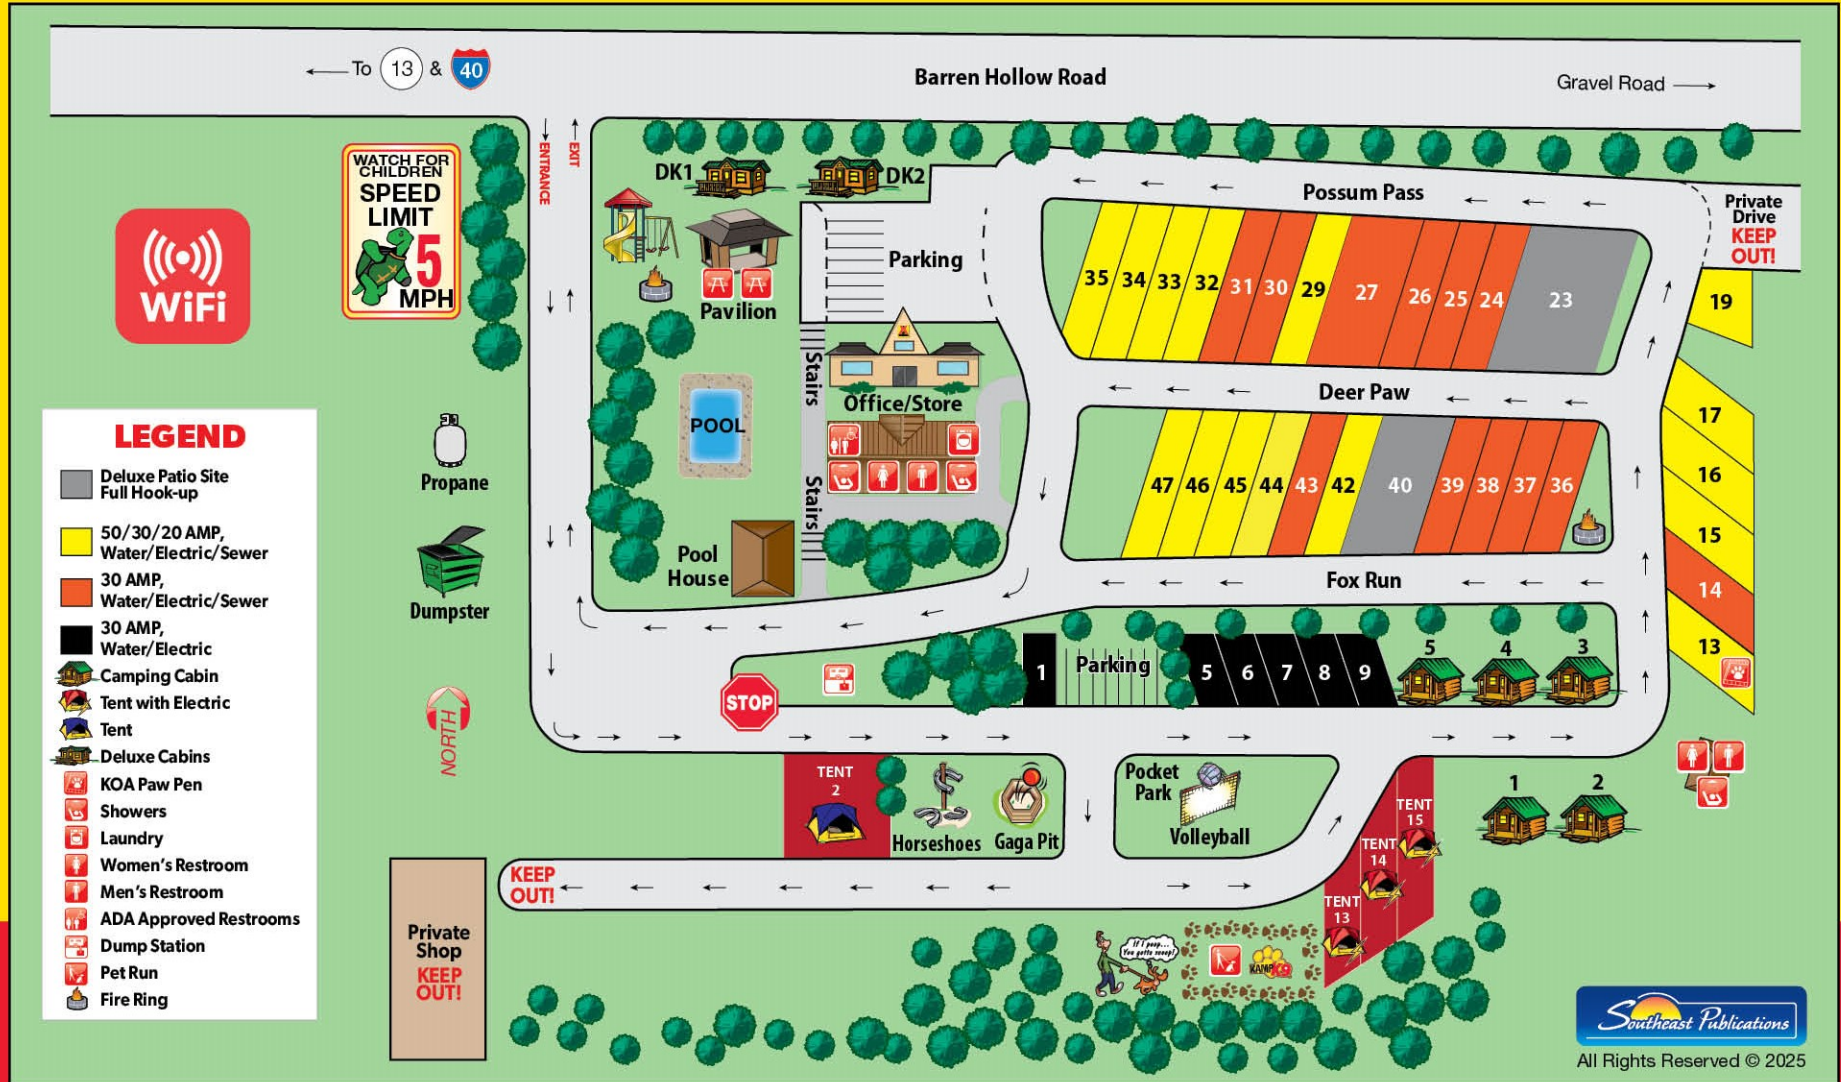 To 13 & 40
Barren Hollow Road
Gravel Road
ENTRANCE
EXIT
WATCH FOR
CHILDREN
SPEED
LIMIT
5
MPH
WiFi
DK1
DK2
Pavilion
Parking
Possum Pass
Private
Drive
KEEP
OUT!
35 34 33 32 31 30 29 27 26 25 24 23
19
Deer Paw
Stairs
Office/Store
POOL
Stairs
Pool
House
47 46 45 44 43 42 40 39 38 37 36
17
16
15
14
13
Fox Run
Propane
Dumpster
NORTH
STOP
1
Parking
5 6 7 8 9
5 4 3
TENT
2
Horseshoes
Gaga Pit
Pocket
Park
Volleyball
TENT
15
TENT
14
TENT
13
1 2
KEEP
OUT!
Private
Shop
KEEP
OUT!
If I poop...
You gotta scoop!
KAMP K9
LEGEND
Deluxe Patio Site
Full Hook-up
50/30/20 AMP,
Water/Electric/Sewer
30 AMP,
Water/Electric/Sewer
30 AMP,
Water/Electric
Camping Cabin
Tent with Electric
Tent
Deluxe Cabins
KOA Paw Pen
Showers
Laundry
Women's Restroom
Men's Restroom
ADA Approved Restrooms
Dump Station
Pet Run
Fire Ring
Southeast Publications
All Rights Reserved © 2025